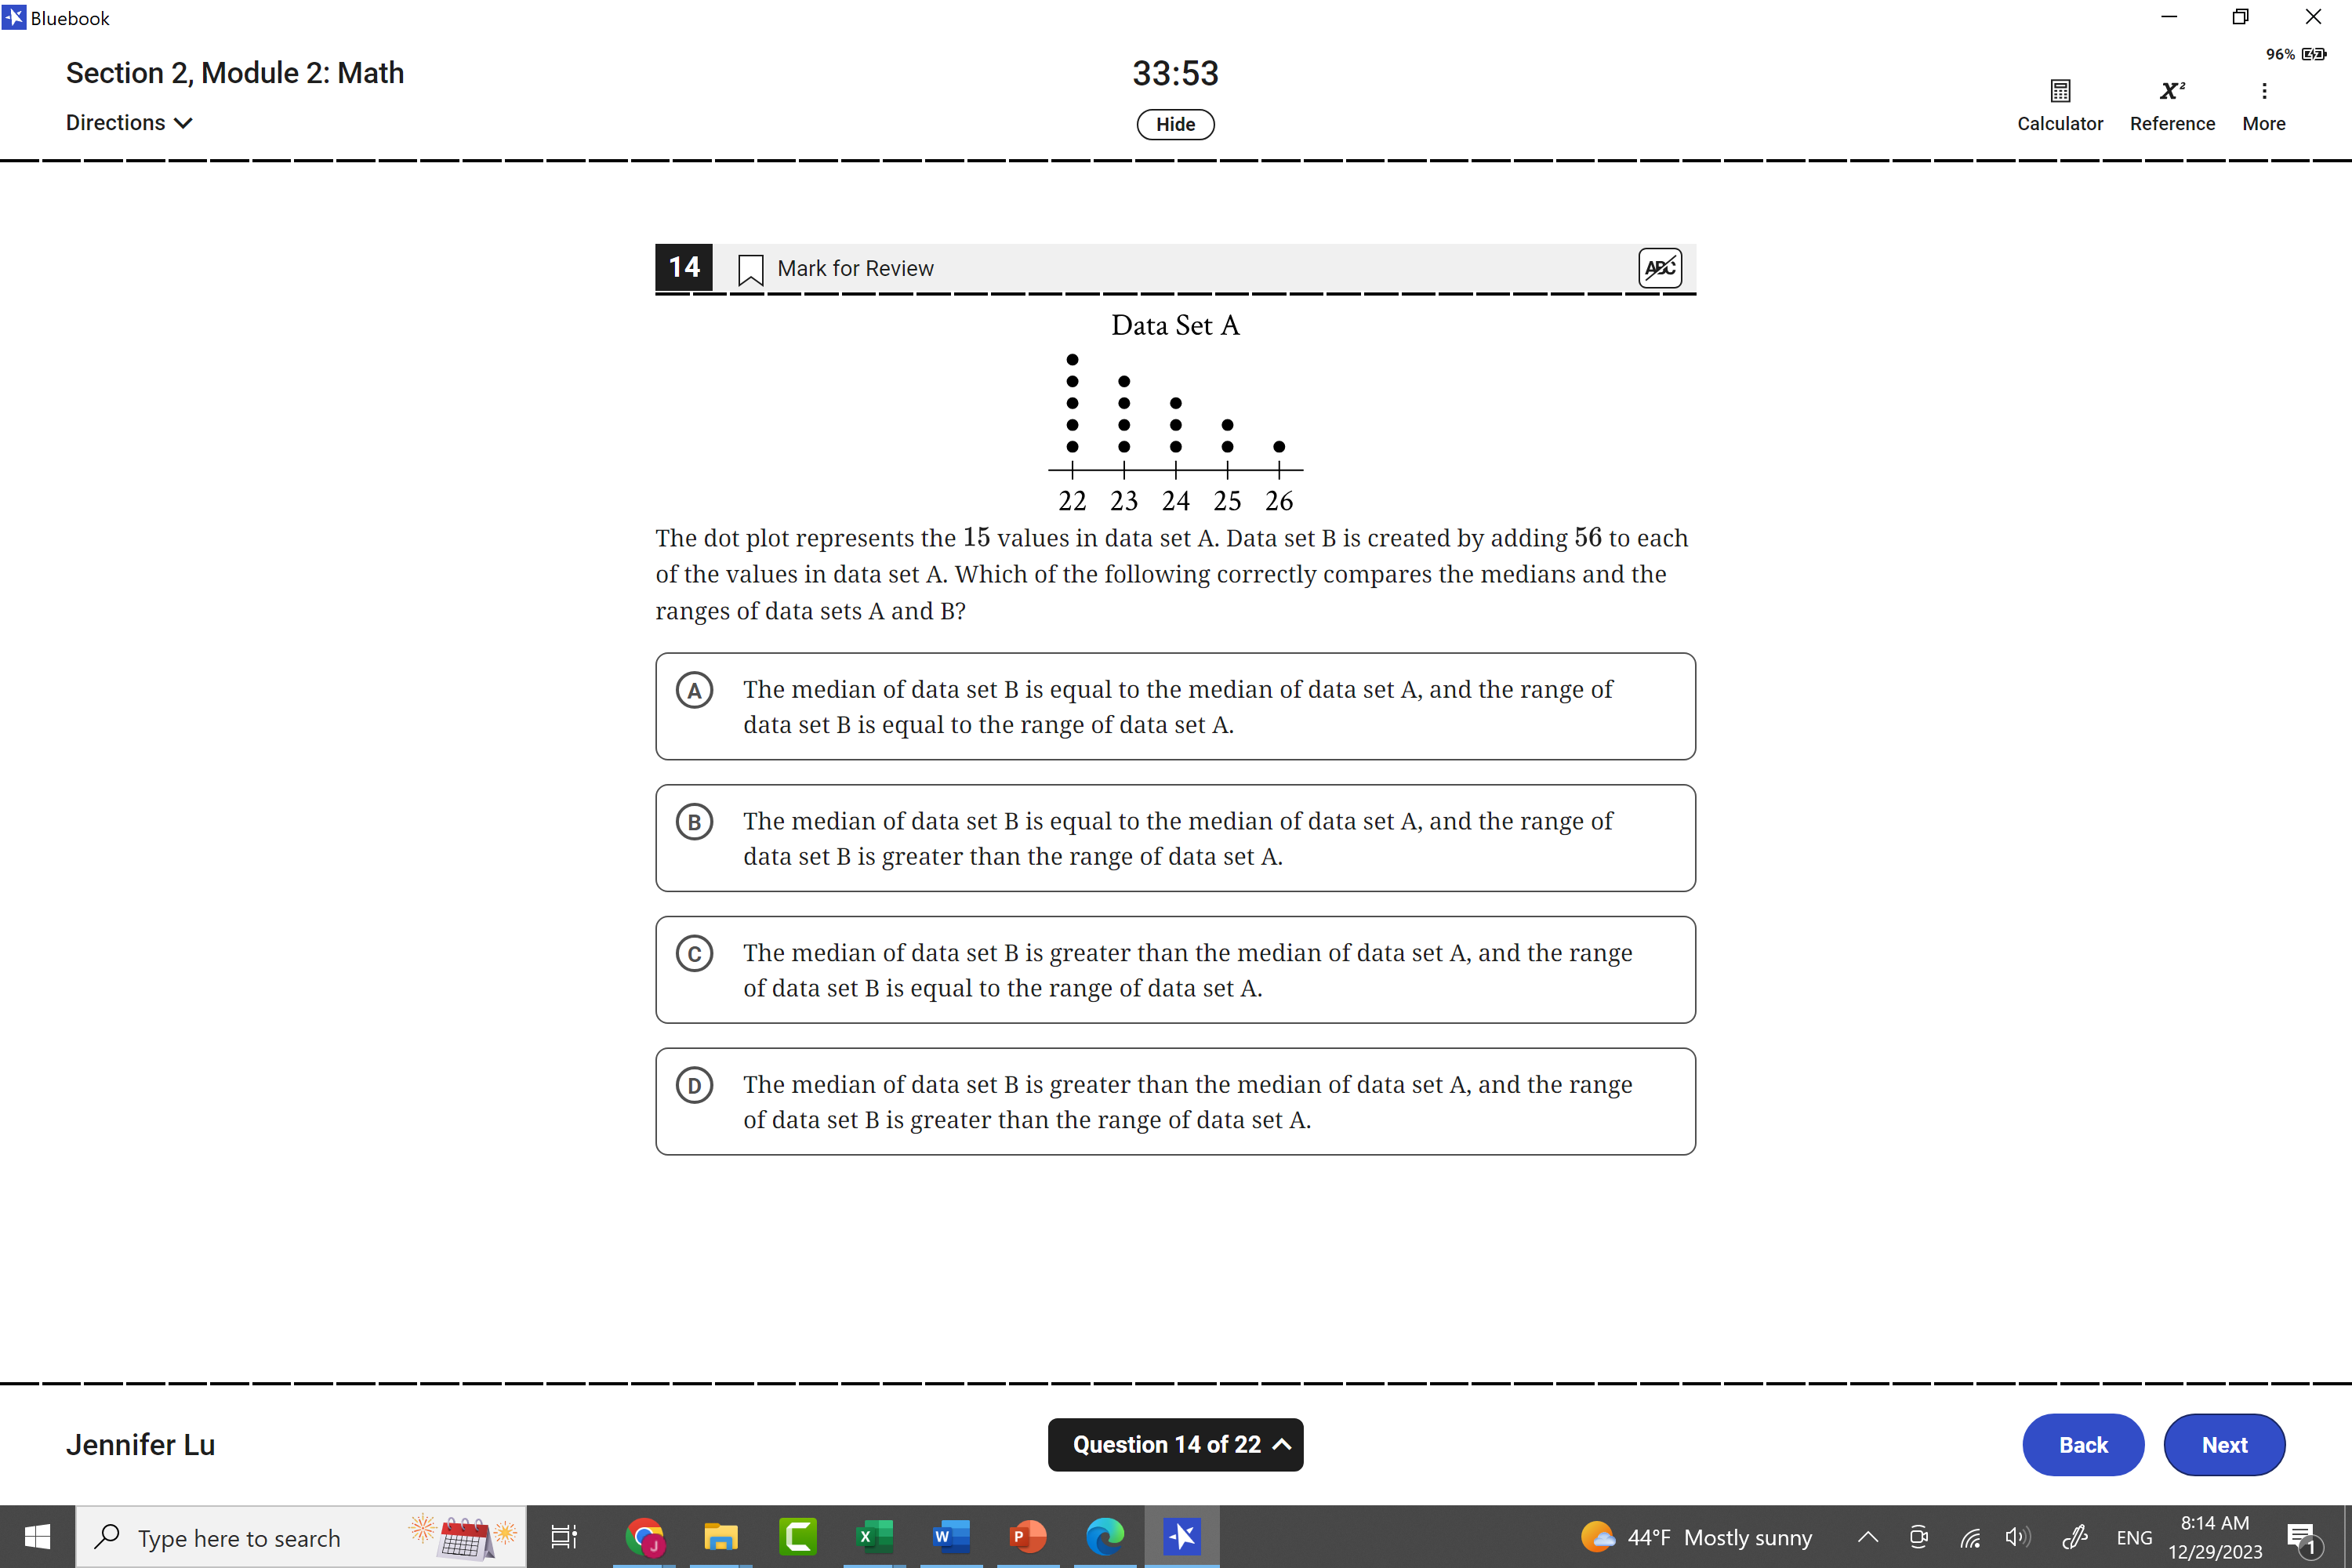 Bluebook
96%
Section 2, Module 2: Math
33:53
Directions
Hide
X²
Calculator Reference More
14 Mark for Review ABC
Data Set A
22 23 24 25 26
The dot plot represents the 15 values in data set A. Data set B is created by adding 56 to each
of the values in data set A. Which of the following correctly compares the medians and the
ranges of data sets A and B?
A The median of data set B is equal to the median of data set A, and the range of
data set B is equal to the range of data set A.
B The median of data set B is equal to the median of data set A, and the range of
data set B is greater than the range of data set A.
C The median of data set B is greater than the median of data set A, and the range
of data set B is equal to the range of data set A.
D The median of data set B is greater than the median of data set A, and the range
of data set B is greater than the range of data set A.
Jennifer Lu
Question 14 of 22
Back Next
Type here to search
J
X
W
P
44°F Mostly sunny
ENG
8:14 AM
12/29/2023
1